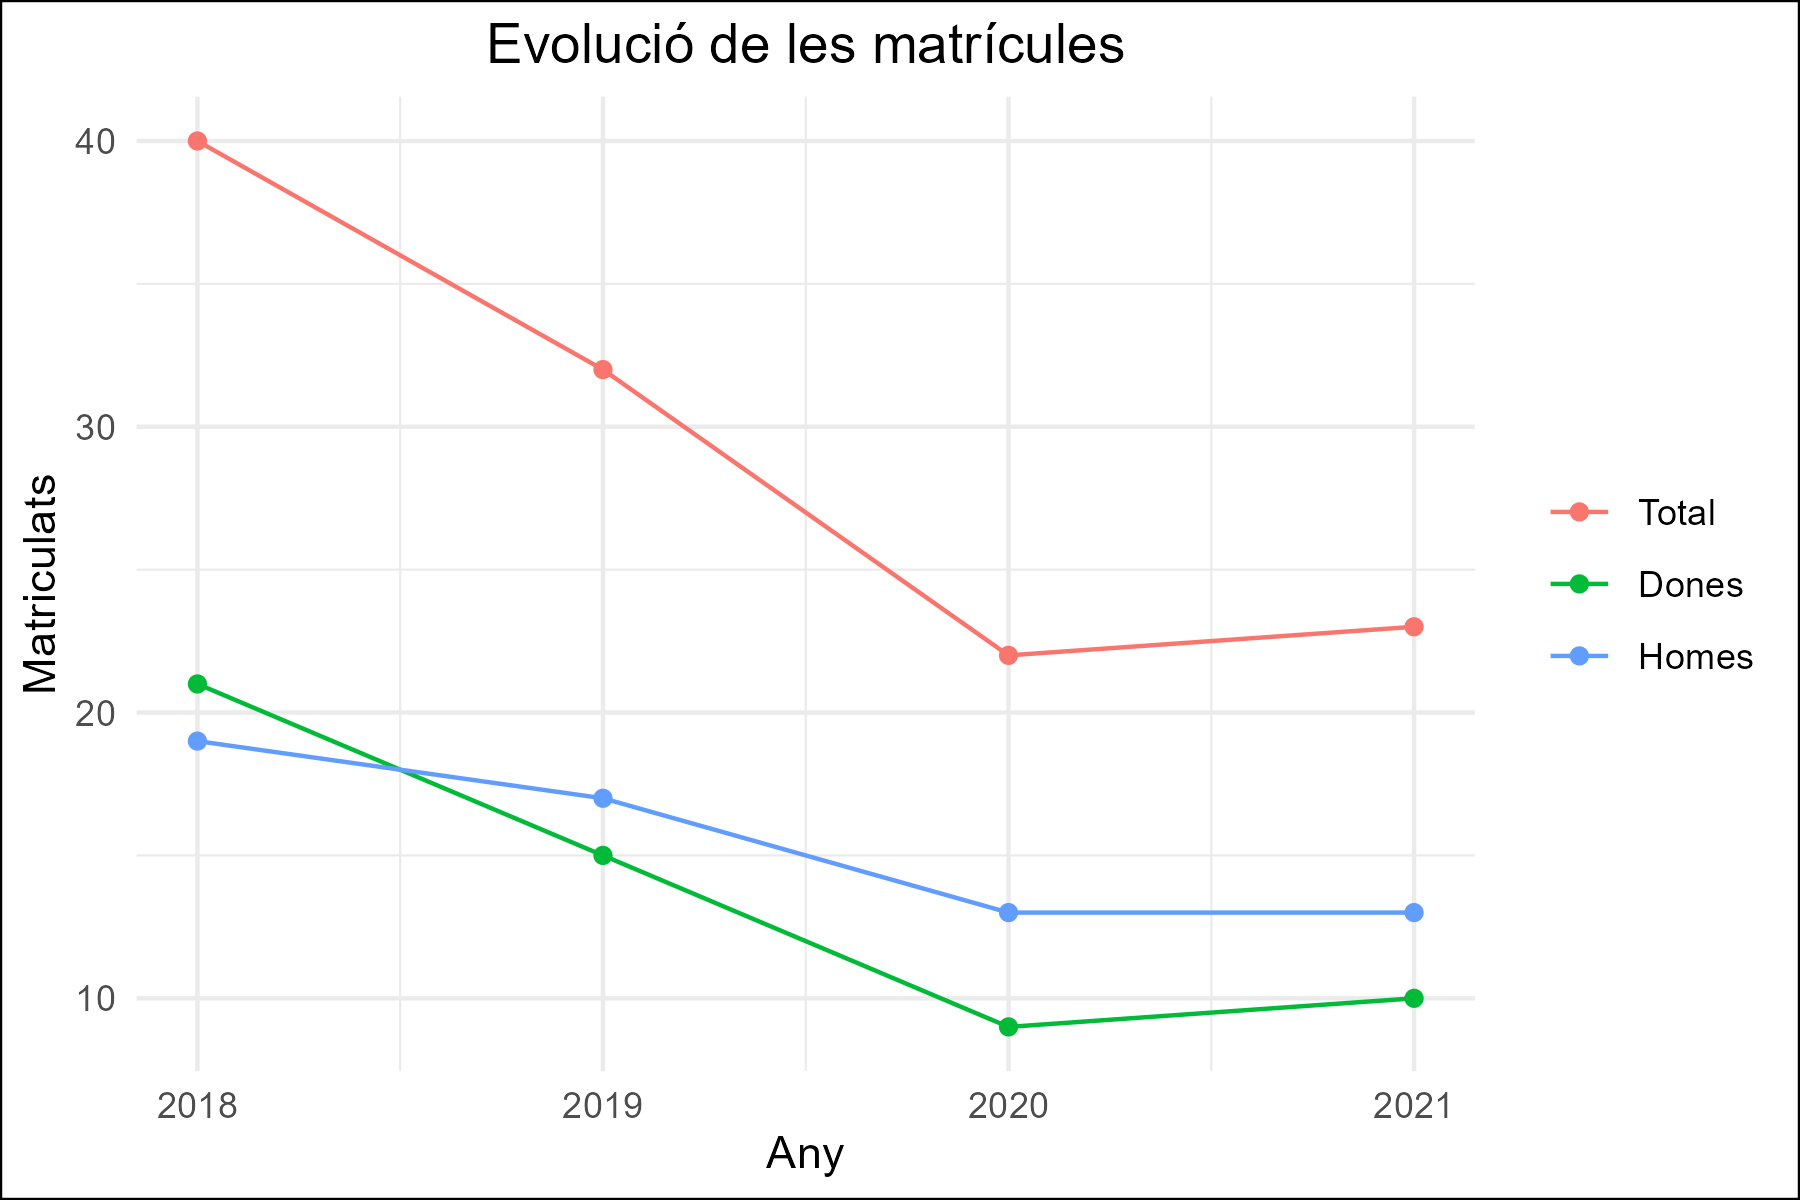 Evolució de les matrícules
40
30
20
10
Matriculats
2018 2019 2020 2021
Any
Total
Dones
Homes